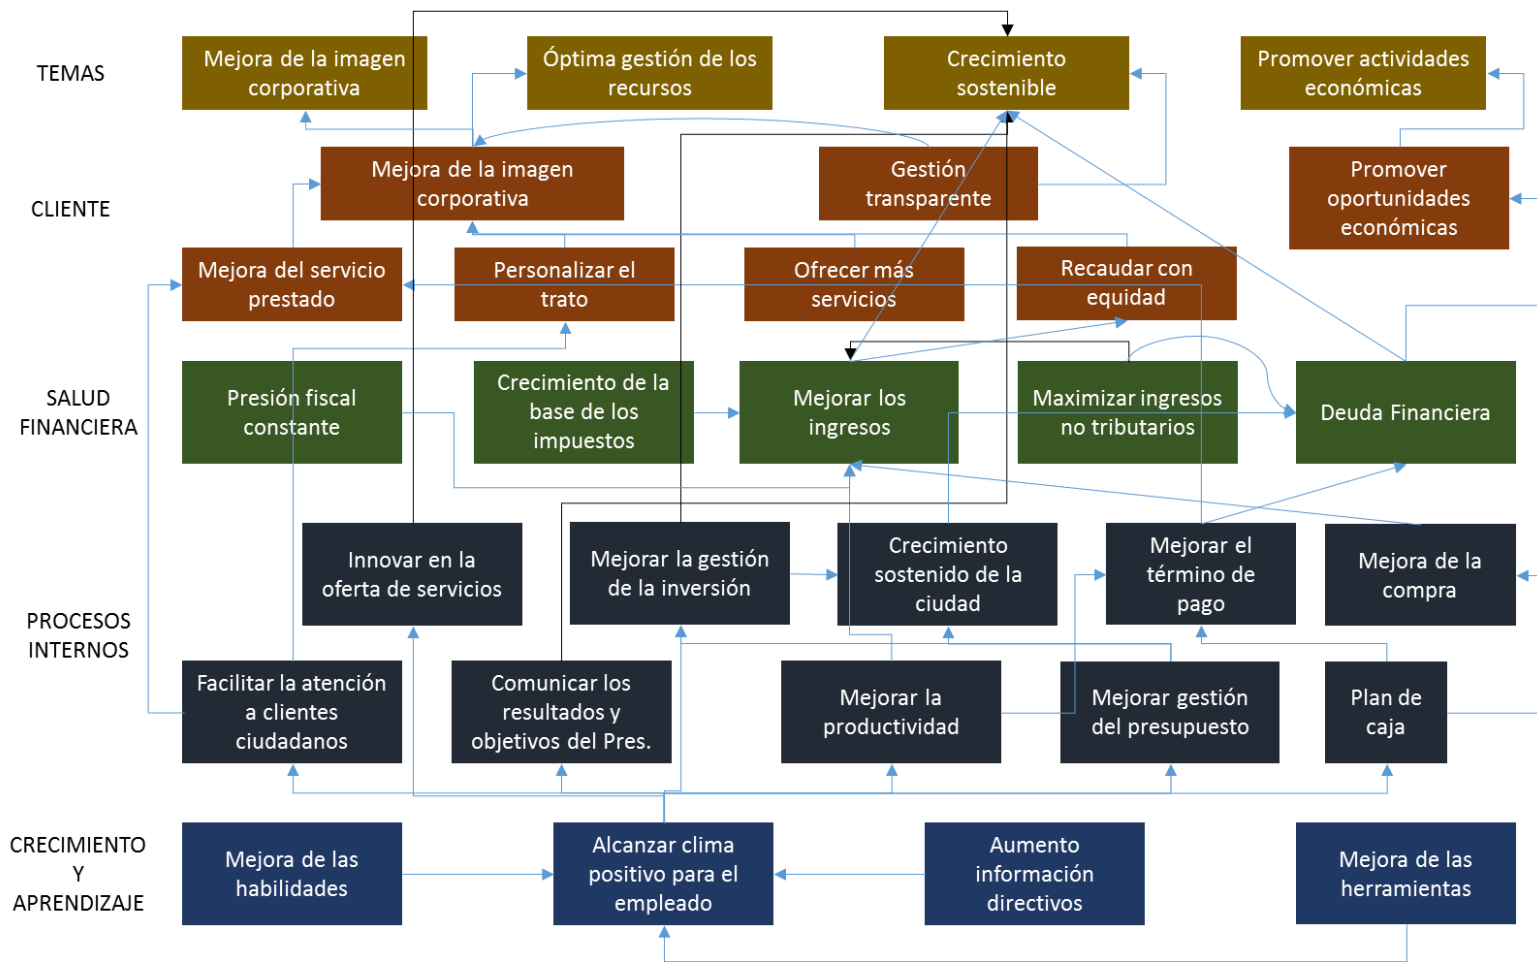 TEMAS
Mejora de la imagen
corporativa
Óptima gestión de los
recursos
Crecimiento
sostenible
Promover actividades
económicas
CLIENTE
Mejora de la imagen
corporativa
Gestión
transparente
Promover
oportunidades
económicas
Mejora del servicio
prestado
Personalizar el
trato
Ofrecer más
servicios
Recaudar con
equidad
SALUD
FINANCIERA
Presión fiscal
constante
Crecimiento de la
base de los
impuestos
Mejorar los
ingresos
Maximizar ingresos
no tributarios
Deuda Financiera
PROCESOS
INTERNOS
Innovar en la
oferta de servicios
Mejorar la gestión
de la inversión
Crecimiento
sostenido de la
ciudad
Mejorar el
término de
pago
Mejora de la
compra
Facilitar la atención
a clientes
ciudadanos
Comunicar los
resultados y
objetivos del Pres.
Mejorar la
productividad
Mejorar gestión
del presupuesto
Plan de
caja
CRECIMIENTO
Y
APRENDIZAJE
Mejora de las
habilidades
Alcanzar clima
positivo para el
empleado
Aumento
información
directivos
Mejora de las
herramientas